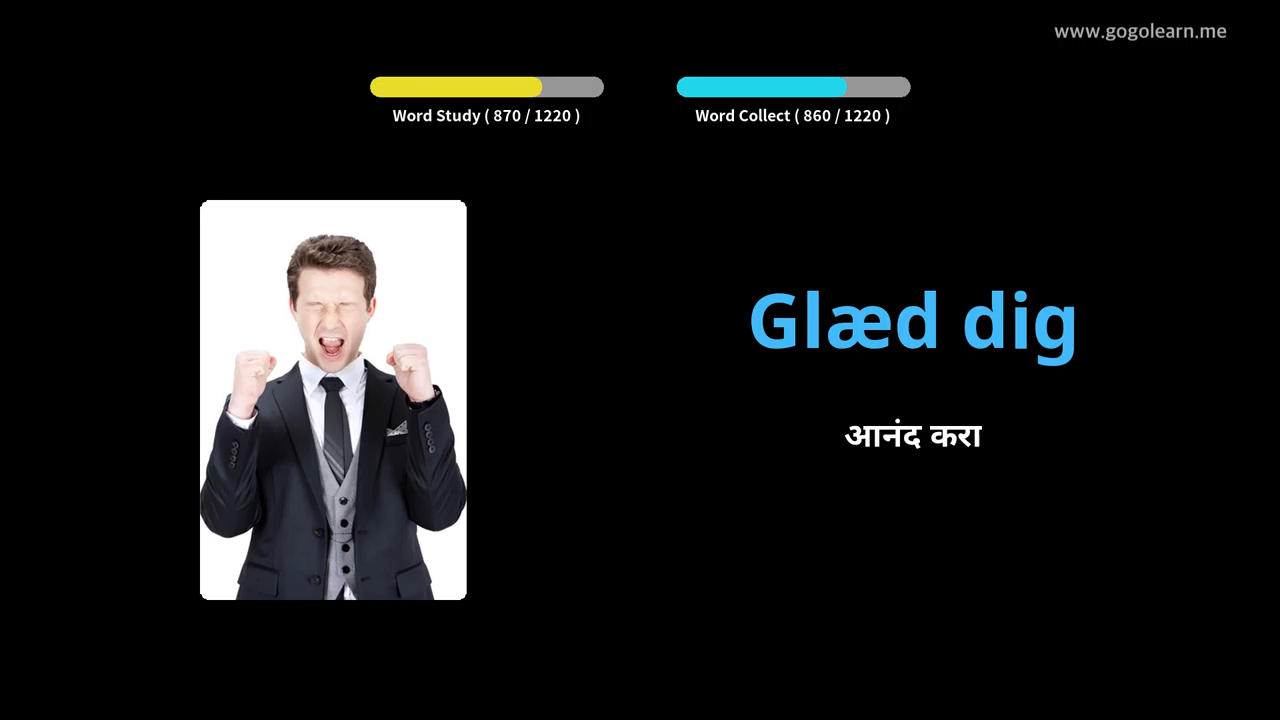 www.gogolearn.me
Word Study ( 870 / 1220 )
Word Collect ( 860 / 1220 )
Glæd dig
आनंद करा